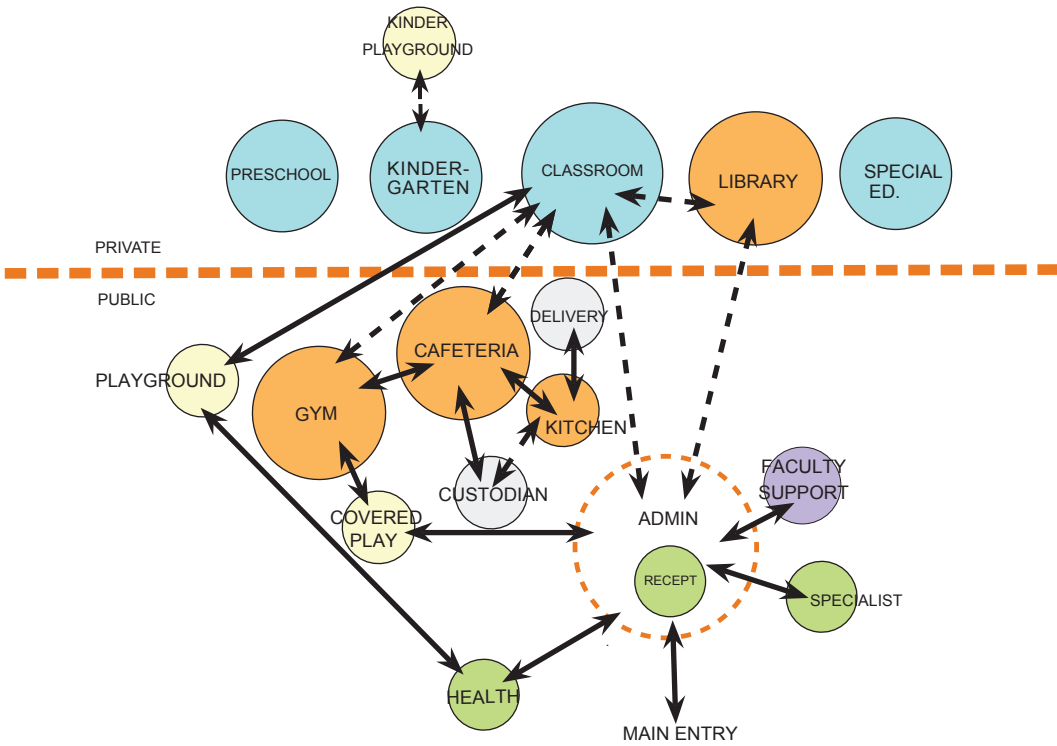 KINDER
PLAYGROUND
PRESCHOOL
KINDER-
GARTEN
CLASSROOM
LIBRARY
SPECIAL
ED.
PRIVATE
PUBLIC
DELIVERY
CAFETERIA
PLAYGROUND
GYM
KITCHEN
FACULTY
SUPPORT
CUSTODIAN
COVERED
PLAY
ADMIN
RECEPT
SPECIALIST
HEALTH
MAIN ENTRY